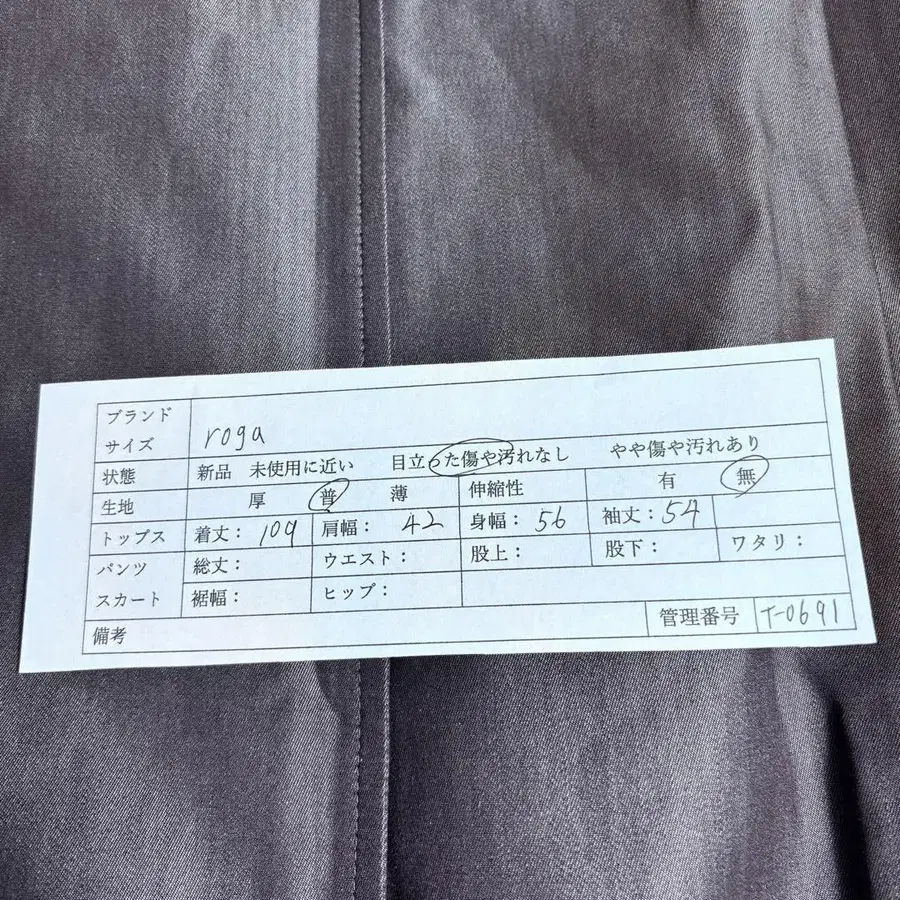 ブランド
サイズ roga
状態 新品 未使用に近い 目立った傷や汚れなし やや傷や汚れあり
生地 厚 普 薄 伸縮性 有 無
トップス 着丈：109 肩幅：42 身幅：56 袖丈：54
パンツ 総丈： ウエスト： 股上： 股下： ワタリ：
スカート 裾幅： ヒップ：
備考 管理番号 T-0691